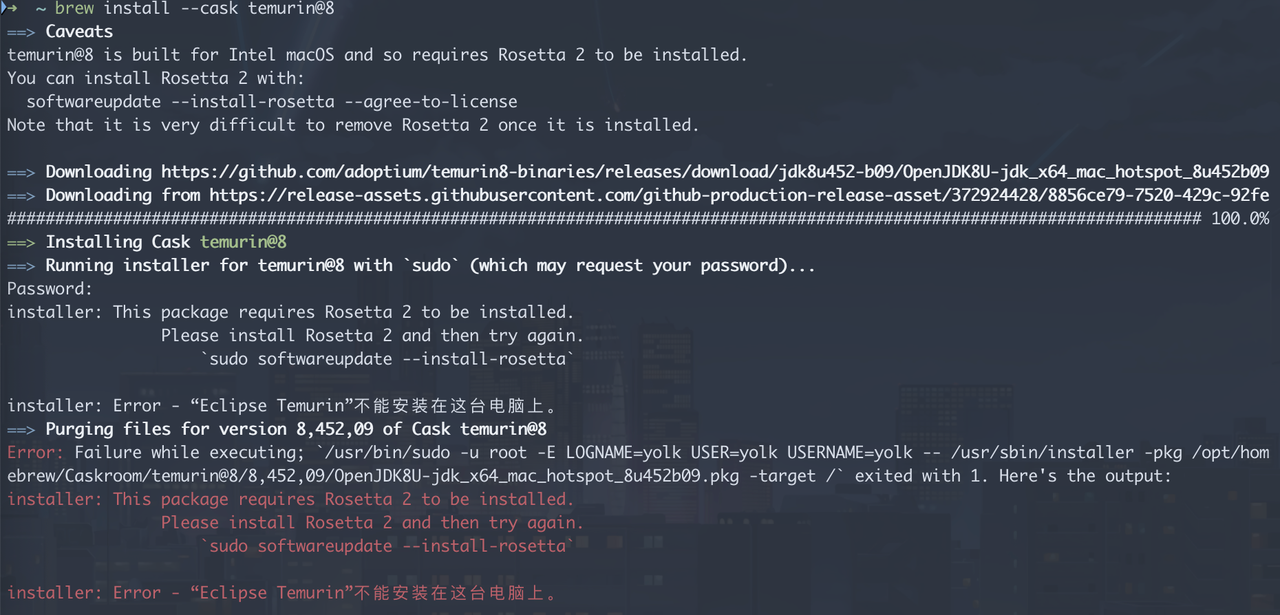 ➜ ~ brew install --cask temurin@8
==> Caveats
temurin@8 is built for Intel macOS and so requires Rosetta 2 to be installed.
You can install Rosetta 2 with:
  softwareupdate --install-rosetta --agree-to-license
Note that it is very difficult to remove Rosetta 2 once it is installed.

==> Downloading https://github.com/adoptium/temurin8-binaries/releases/download/jdk8u452-b09/OpenJDK8U-jdk_x64_mac_hotspot_8u452b09
==> Downloading from https://release-assets.githubusercontent.com/github-production-release-asset/372924428/8856ce79-7520-429c-92fe
############################################################################################################################ 100.0%
==> Installing Cask temurin@8
==> Running installer for temurin@8 with `sudo` (which may request your password)...
Password:
installer: This package requires Rosetta 2 to be installed.
                Please install Rosetta 2 and then try again.
                    `sudo softwareupdate --install-rosetta`

installer: Error - “Eclipse Temurin”不能安装在这台电脑上。
==> Purging files for version 8,452,09 of Cask temurin@8
Error: Failure while executing; `/usr/bin/sudo -u root -E LOGNAME=yolk USER=yolk USERNAME=yolk -- /usr/sbin/installer -pkg /opt/hom
ebrew/Caskroom/temurin@8/8,452,09/OpenJDK8U-jdk_x64_mac_hotspot_8u452b09.pkg -target /` exited with 1. Here's the output:
installer: This package requires Rosetta 2 to be installed.
                Please install Rosetta 2 and then try again.
                    `sudo softwareupdate --install-rosetta`

installer: Error - “Eclipse Temurin”不能安装在这台电脑上。